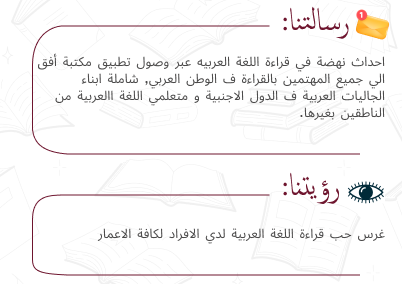 رسالتنا:
1
احداث نهضة في قراءة اللغة العربيه عبر وصول تطبيق مكتبة أفق
الي جميع المهتمين بالقراءة ف الوطن العربي, شاملة ابناء
الجاليات العربية ف الدول الاجنبية و متعلمي اللغة االعربية من
الناطقين بغيرها.
رؤيتنا:
غرس حب قراءة اللغة العربية لدي الافراد لكافة الاعمار